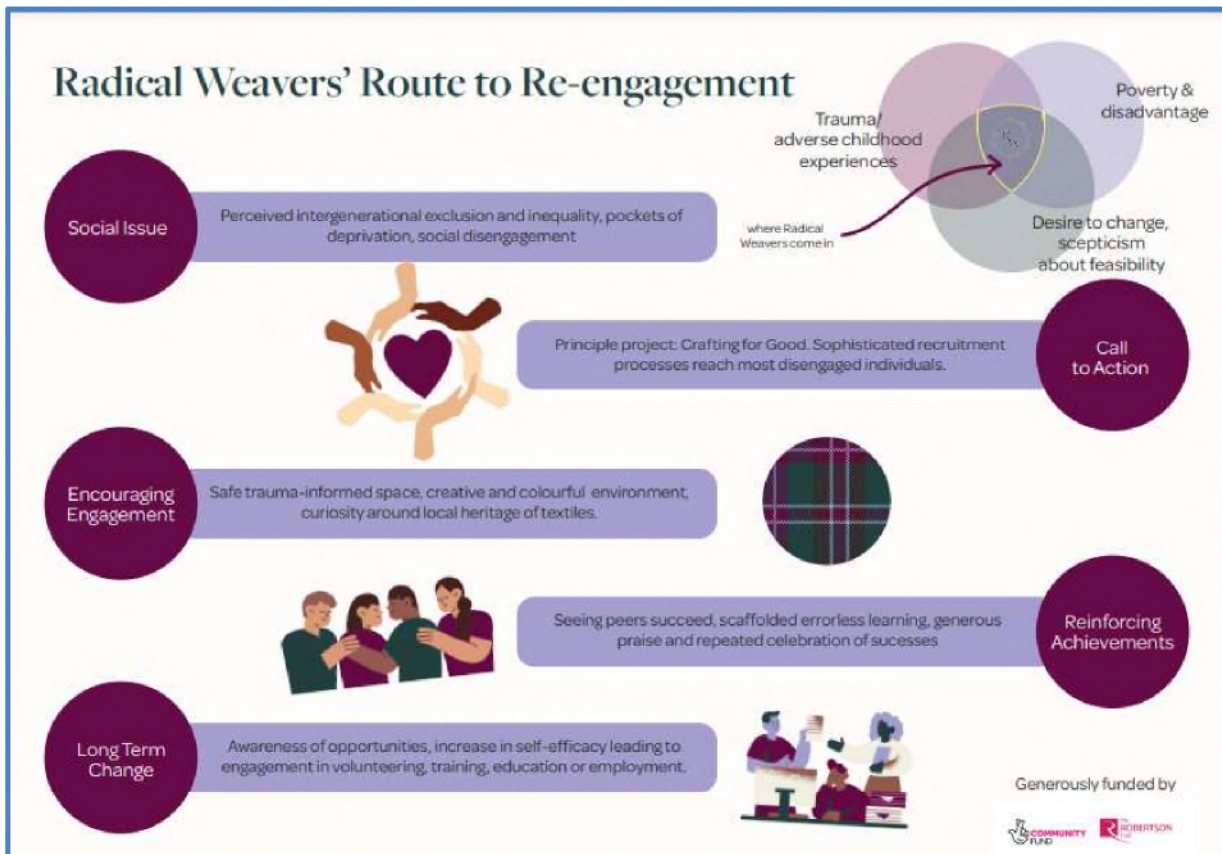 Radical Weavers' Route to Re-engagement
Trauma/
adverse childhood
experiences
Poverty &
disadvantage
where Radical
Weavers come in
Desire to change,
scepticism
about feasibility
Social Issue
Perceived intergenerational exclusion and inequality, pockets of
deprivation, social disengagement
Principle project: Crafting for Good. Sophisticated recruitment
processes reach most disengaged individuals.
Call
to Action
Encouraging
Engagement
Safe trauma-informed space, creative and colourful environment,
curiosity around local heritage of textiles.
Seeing peers succeed, scaffolded errorless learning, generous
praise and repeated celebration of sucesses
Reinforcing
Achievements
Long Term
Change
Awareness of opportunities, increase in self-efficacy leading to
engagement in volunteering, training, education or employment.
Generously funded by
COMMUNITY
FUND
ROBERTSON